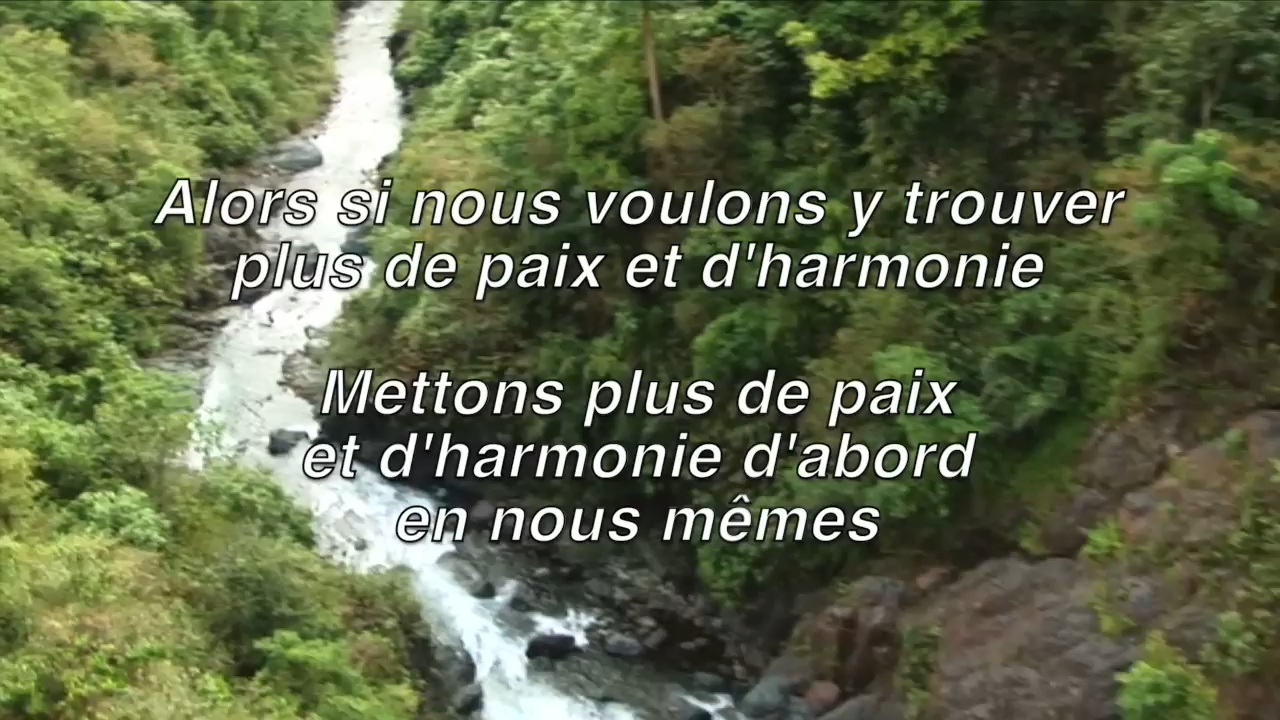 Alors si nous voulons y trouver
plus de paix et d'harmonie
Mettons plus de paix
et d'harmonie d'abord
en nous mêmes